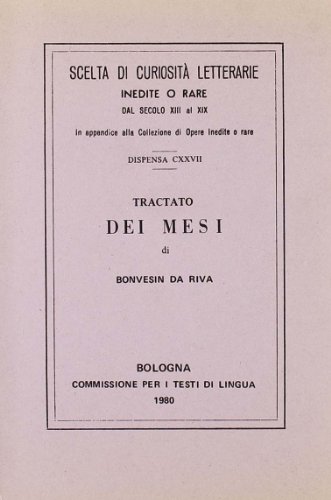 SCELTA DI CURIOSITÀ LETTERARIE
INEDITE O RARE
DAL SECOLO XIII al XIX
In appendice alla Collezione di Opere inedite o rare
DISPENSA CXXVII
TRACTATO
DEI MESI
di
BONVESIN DA RIVA
BOLOGNA
COMMISSIONE PER I TESTI DI LINGUA
1980